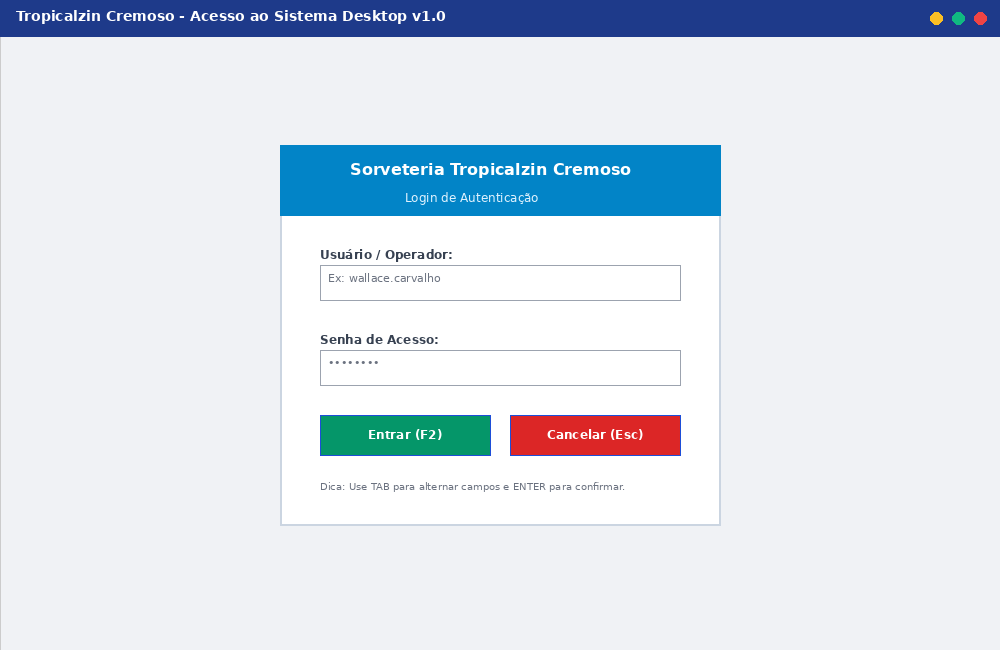 Tropicalzin Cremoso - Acesso ao Sistema Desktop v1.0
Sorveteria Tropicalzin Cremoso
Login de Autenticação
Usuário / Operador:
Ex: wallace.carvalho
Senha de Acesso:
••••••••
Entrar (F2) Cancelar (Esc)
Dica: Use TAB para alternar campos e ENTER para confirmar.